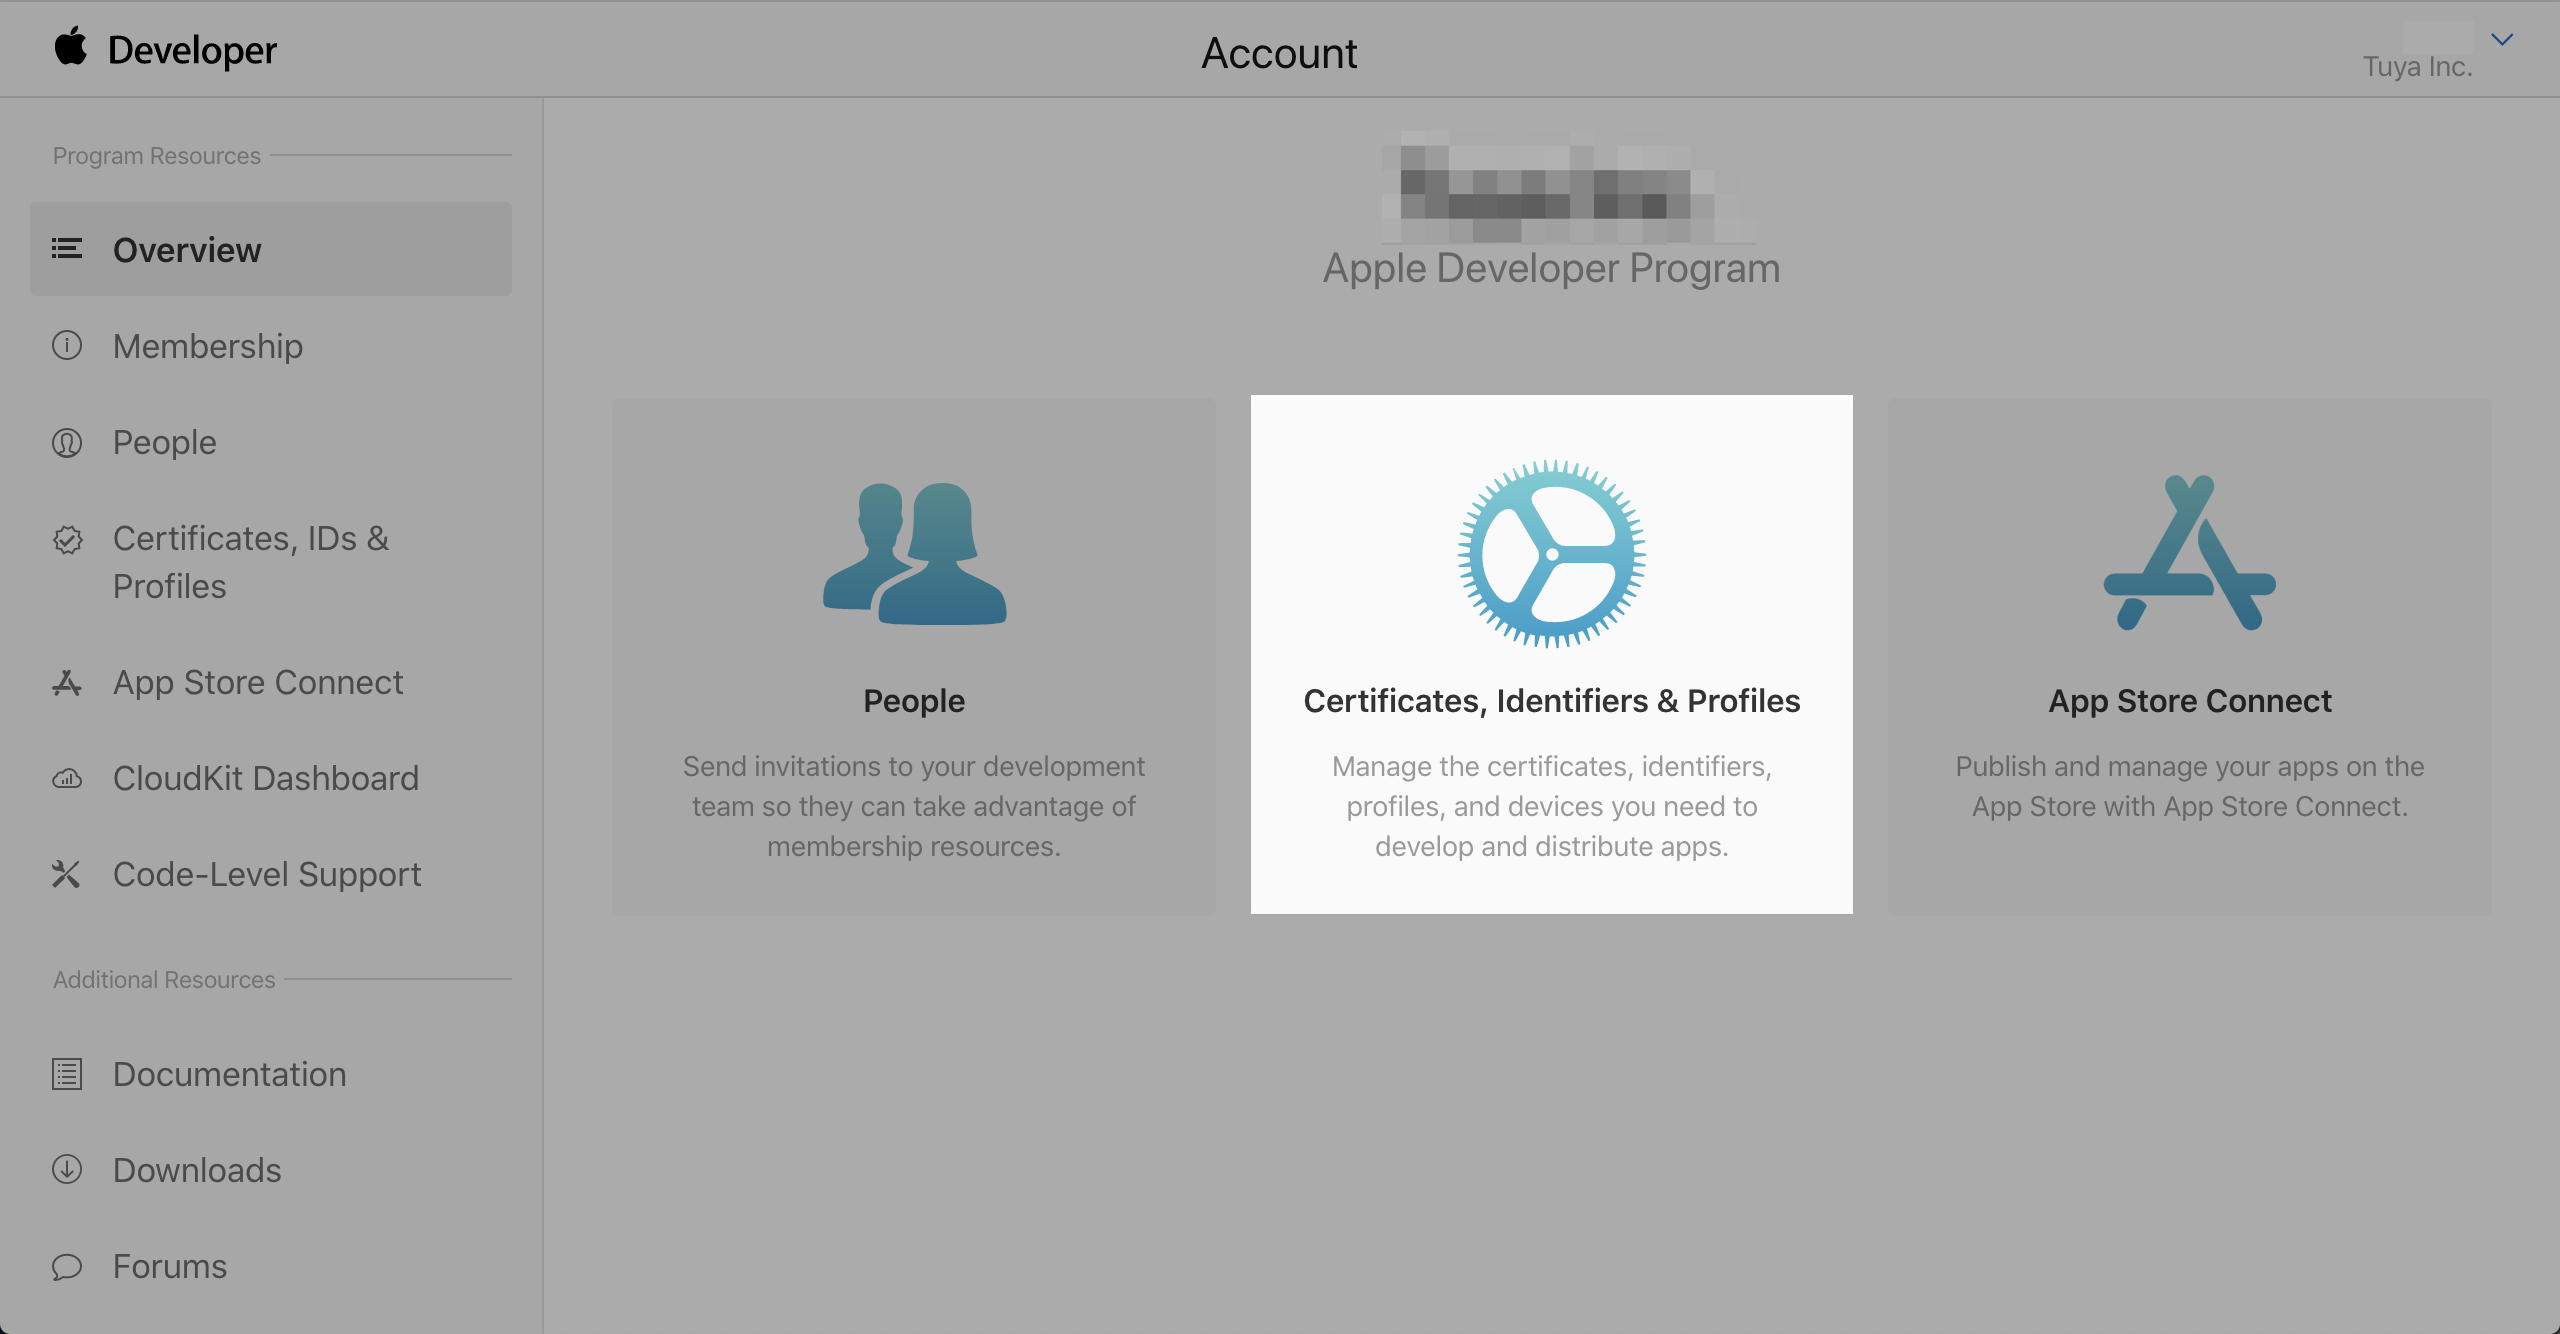 Developer
Account
Tuya Inc.
Program Resources
Overview
Membership
People
Certificates, IDs &
Profiles
App Store Connect
CloudKit Dashboard
Code-Level Support
Additional Resources
Documentation
Downloads
Forums
Apple Developer Program
People
Send invitations to your development
team so they can take advantage of
membership resources.
Certificates, Identifiers & Profiles
Manage the certificates, identifiers,
profiles, and devices you need to
develop and distribute apps.
App Store Connect
Publish and manage your apps on the
App Store with App Store Connect.